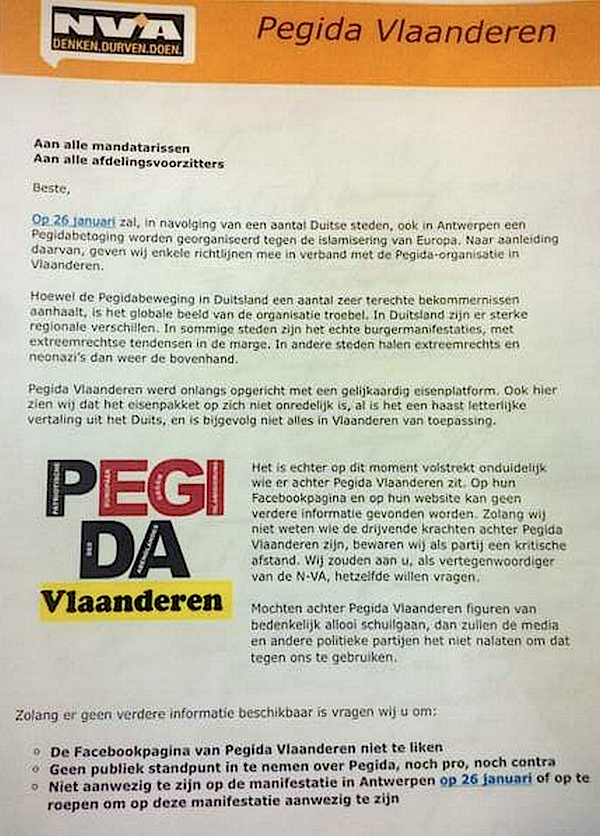 N-VA
DENKEN.DURVEN.DOEN.
Pegida Vlaanderen
Aan alle mandatarissen
Aan alle afdelingsvoorzitters
Beste,
Op 26 januari zal, in navolging van een aantal Duitse steden, ook in Antwerpen een
Pegidabetoging worden georganiseerd tegen de islamisering van Europa. Naar aanleiding
daarvan, geven wij enkele richtlijnen mee in verband met de Pegida-organisatie in
Vlaanderen.
Hoewel de Pegidabeweging in Duitsland een aantal zeer terechte bekommernissen
aanhaalt, is het globale beeld van de organisatie troebel. In Duitsland zijn er sterke
regionale verschillen. In sommige steden zijn het echte burgermanifestaties, met
extreemrechtse tendensen in de marge. In andere steden halen extreemrechts en
neonazi's dan weer de bovenhand.
Pegida Vlaanderen werd onlangs opgericht met een gelijkaardig eisenplatform. Ook hier
zien wij dat het eisenpakket op zich niet onredelijk is, al is het een haast letterlijke
vertaling uit het Duits, en is bijgevolg niet alles in Vlaanderen van toepassing.
PEGI
DA
Vlaanderen
PATRIOTISCHE
EUROPEANEN
GEGEN
ISLAMISIERUNG
DES
ABENDLANDES
Het is echter op dit moment volstrekt onduidelijk
wie er achter Pegida Vlaanderen zit. Op hun
Facebookpagina en op hun website kan geen
verdere informatie gevonden worden. Zolang wij
niet weten wie de drijvende krachten achter Pegida
Vlaanderen zijn, bewaren wij als partij een kritische
afstand. Wij zouden aan u, als vertegenwoordiger
van de N-VA, hetzelfde willen vragen.
Mochten achter Pegida Vlaanderen figuren van
bedenkelijk allooi schuilgaan, dan zullen de media
en andere politieke partijen het niet nalaten om dat
tegen ons te gebruiken.
Zolang er geen verdere informatie beschikbaar is vragen wij u om:
De Facebookpagina van Pegida Vlaanderen niet te liken
Geen publiek standpunt in te nemen over Pegida, noch pro, noch contra
Niet aanwezig te zijn op de manifestatie in Antwerpen op 26 januari of op te
roepen om op deze manifestatie aanwezig te zijn